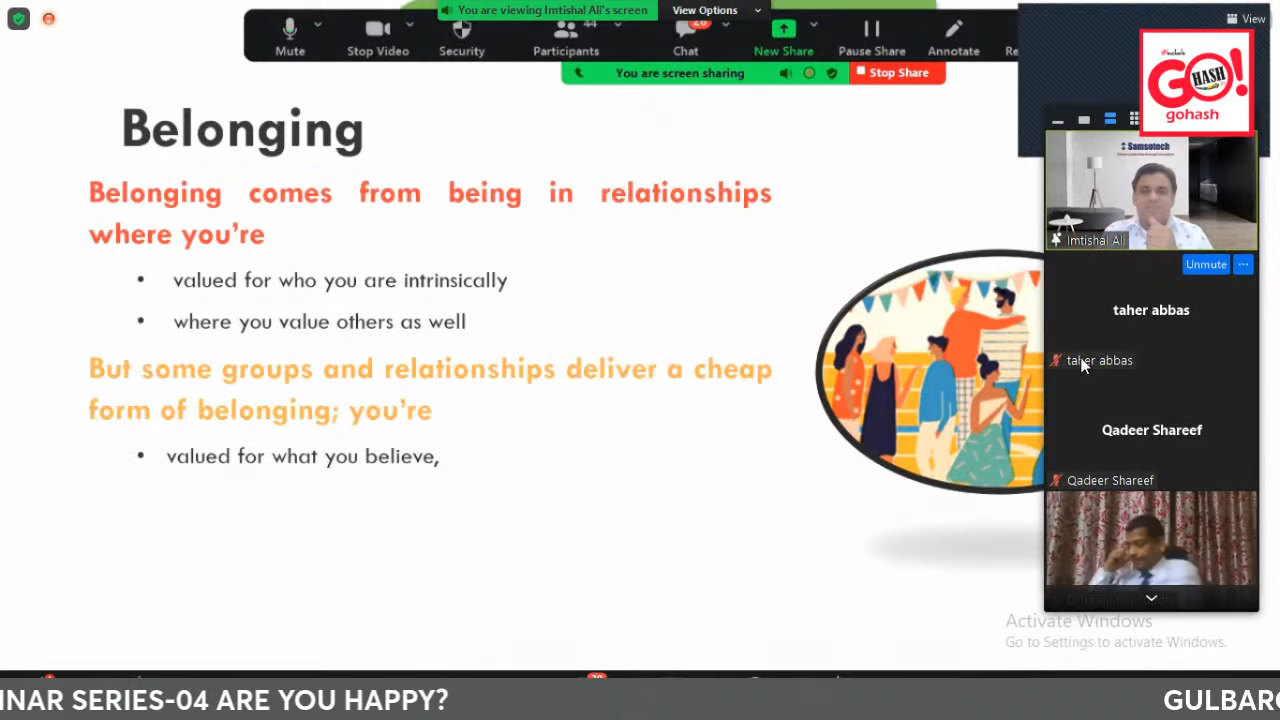 You are viewing Imtishal Ali's screen
View Options
View
Mute
Stop Video
Security
44
Participants
Chat
New Share
Pause Share
Annotate
You are screen sharing
Stop Share
#include
GO!
HASH
gohash
Belonging
Belonging comes from being in relationships
where you're
• valued for who you are intrinsically
• where you value others as well
But some groups and relationships deliver a cheap
form of belonging; you're
• valued for what you believe,
Samsotech
Imtishal Ali
Unmute
...
taher abbas
taher abbas
Qadeer Shareef
Qadeer Shareef
Activate Windows
Go to Settings to activate Windows.
INAR SERIES-04 ARE YOU HAPPY?
GULBARG